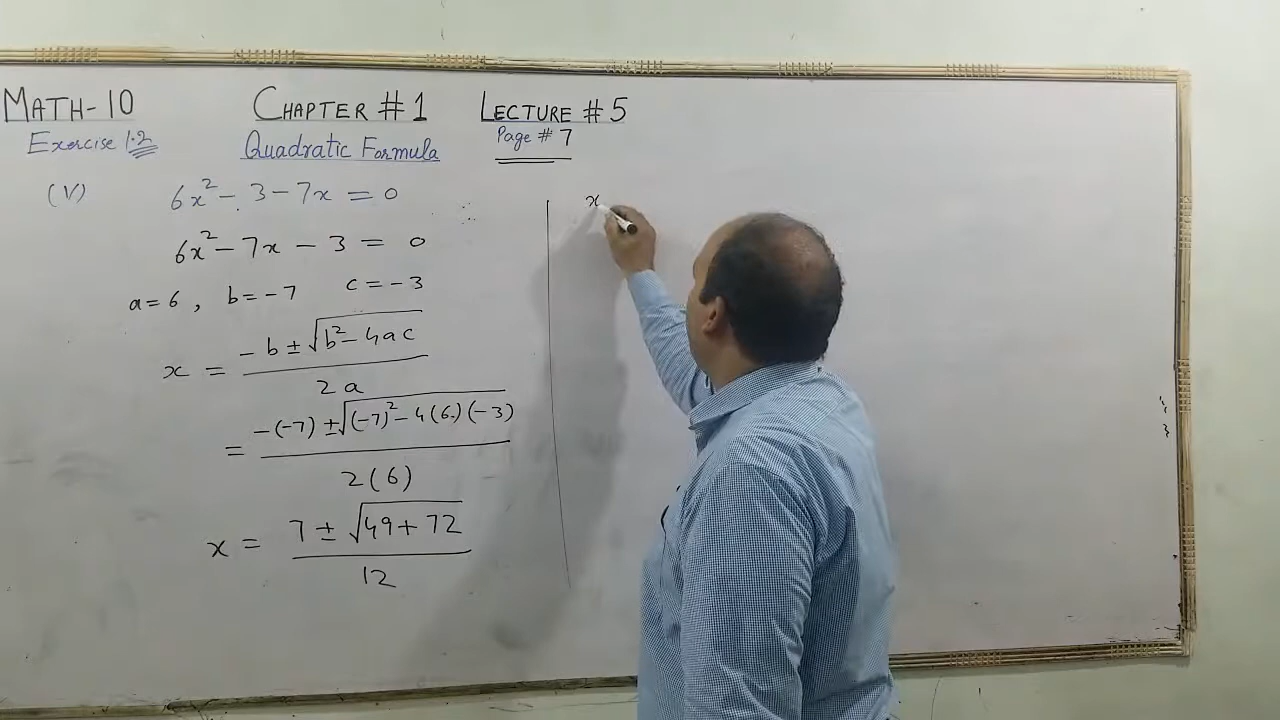 MATH-10 CHAPTER #1 LECTURE #5
Exercise 1.2 Quadratic Formula Page # 7
(V) 6x² - 3 - 7x = 0
6x² - 7x - 3 = 0
a = 6 , b = -7 c = -3
x = (-b ± √(b² - 4ac)) / 2a
= (-(-7) ± √((-7)² - 4(6)(-3))) / 2(6)
x = (7 ± √(49 + 72)) / 12
x